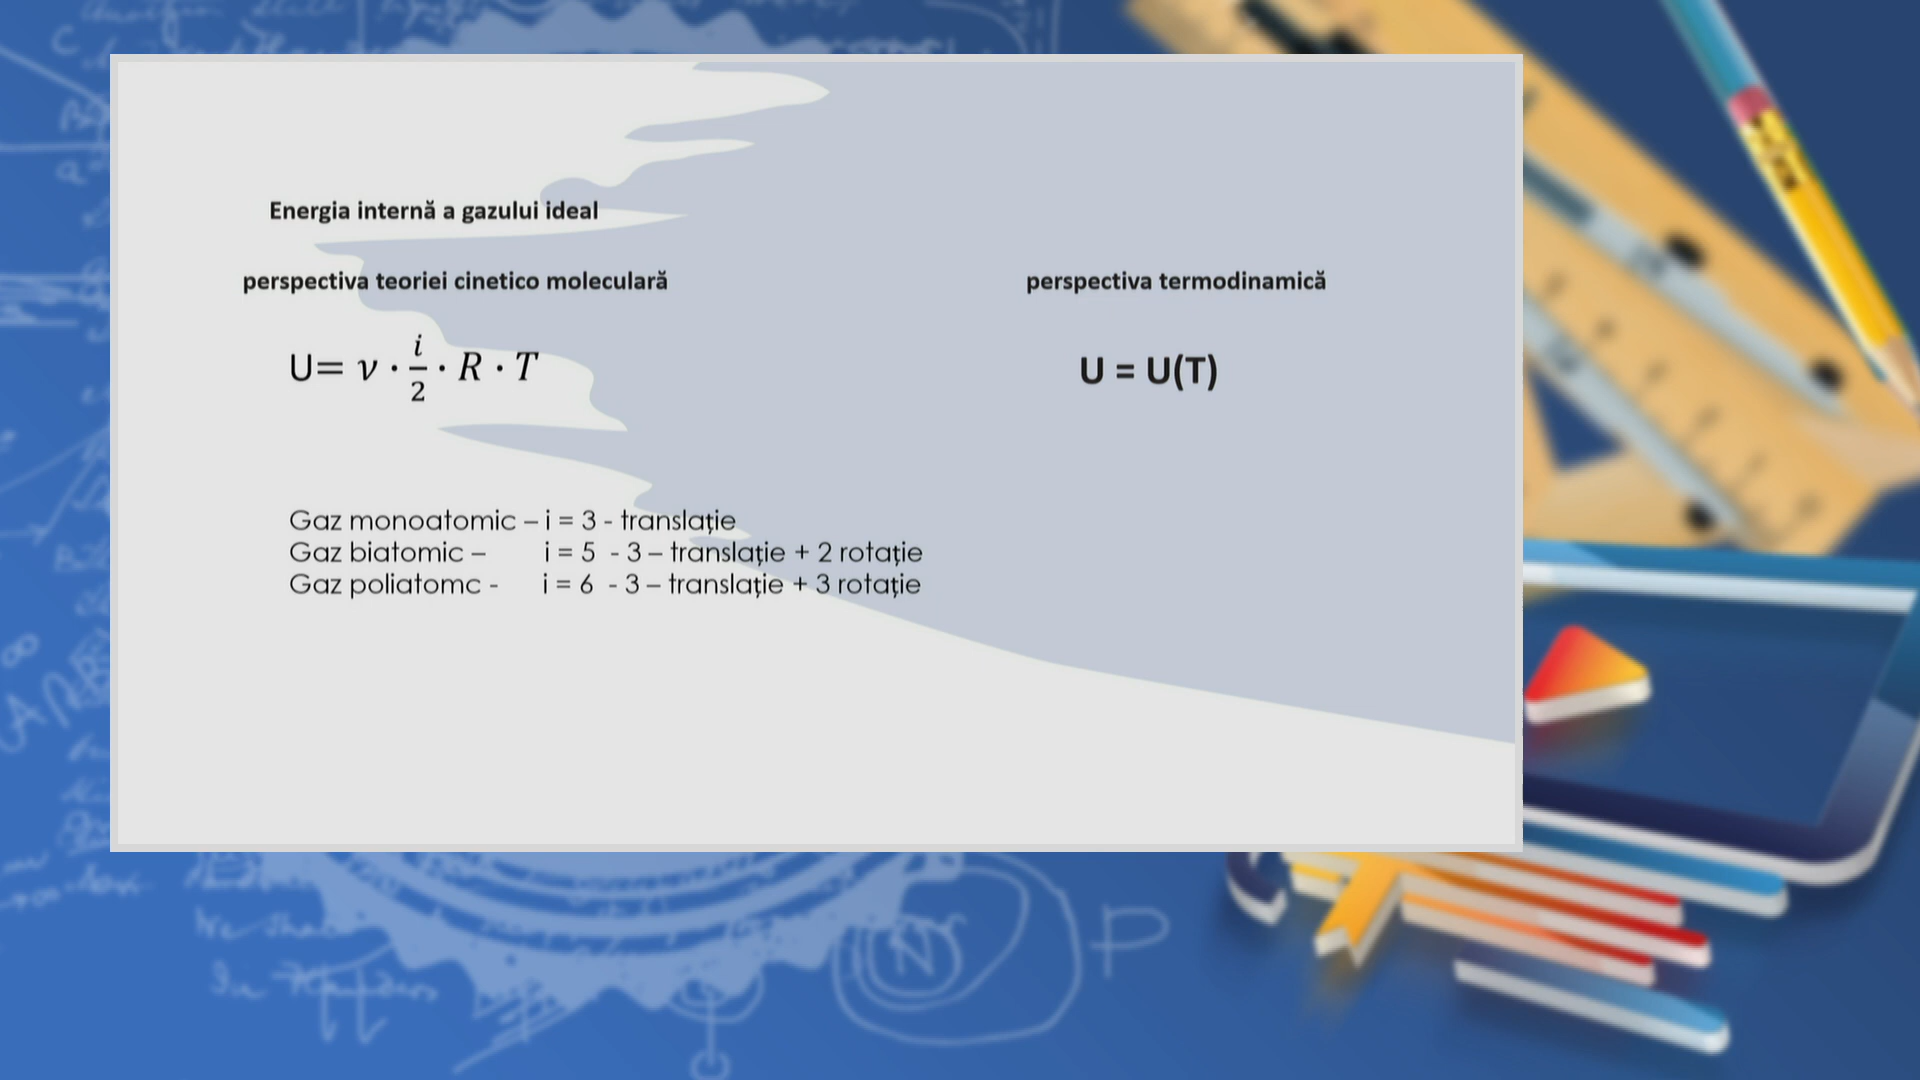 Energia internă a gazului ideal
perspectiva teoriei cinetico moleculară
perspectiva termodinamică
U= ν · i/2 · R · T
U = U(T)
Gaz monoatomic – i = 3 - translație
Gaz biatomic – i = 5 - 3 – translație + 2 rotație
Gaz poliatomc - i = 6 - 3 – translație + 3 rotație
N
P